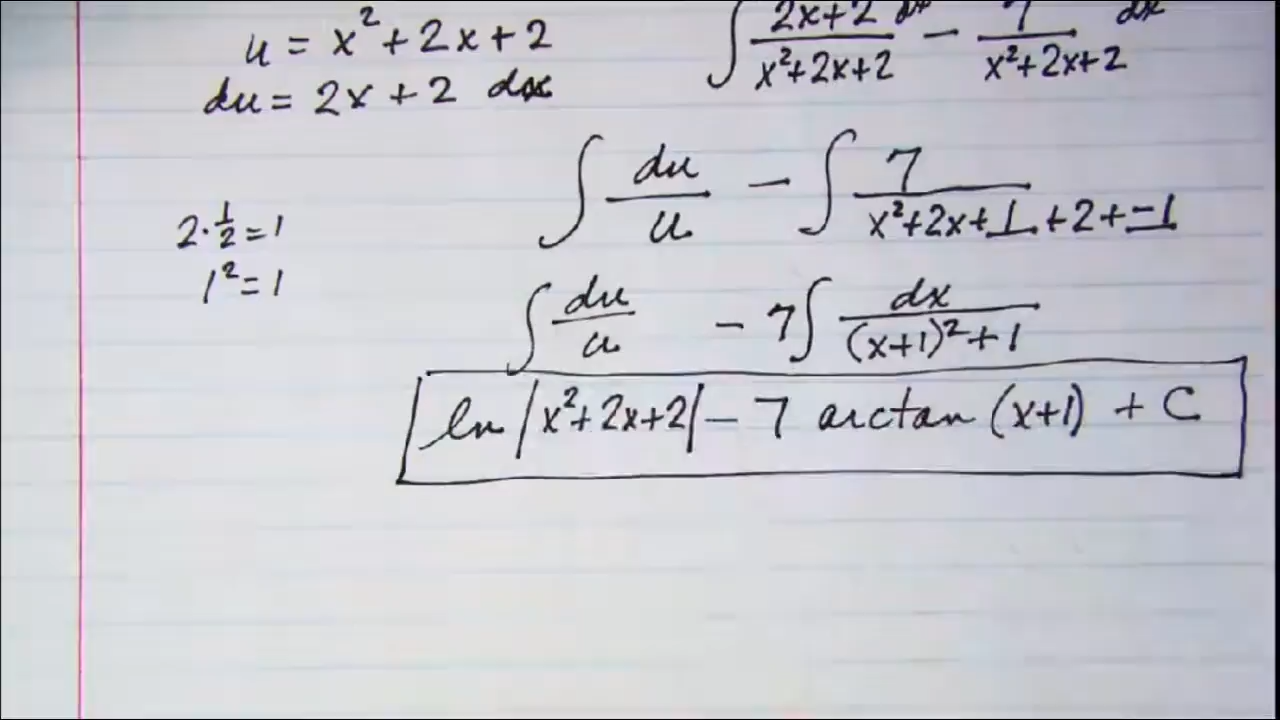 u = x² + 2x + 2
du = 2x + 2 dx
∫ (2x+2 dx)/(x²+2x+2) − 7/(x²+2x+2) dx
∫ du/u − ∫ 7/(x²+2x+1+2+−1)
2·½=1
1²=1
∫ du/u − 7∫ dx/((x+1)²+1)
ln |x²+2x+2| − 7 arctan (x+1) + C